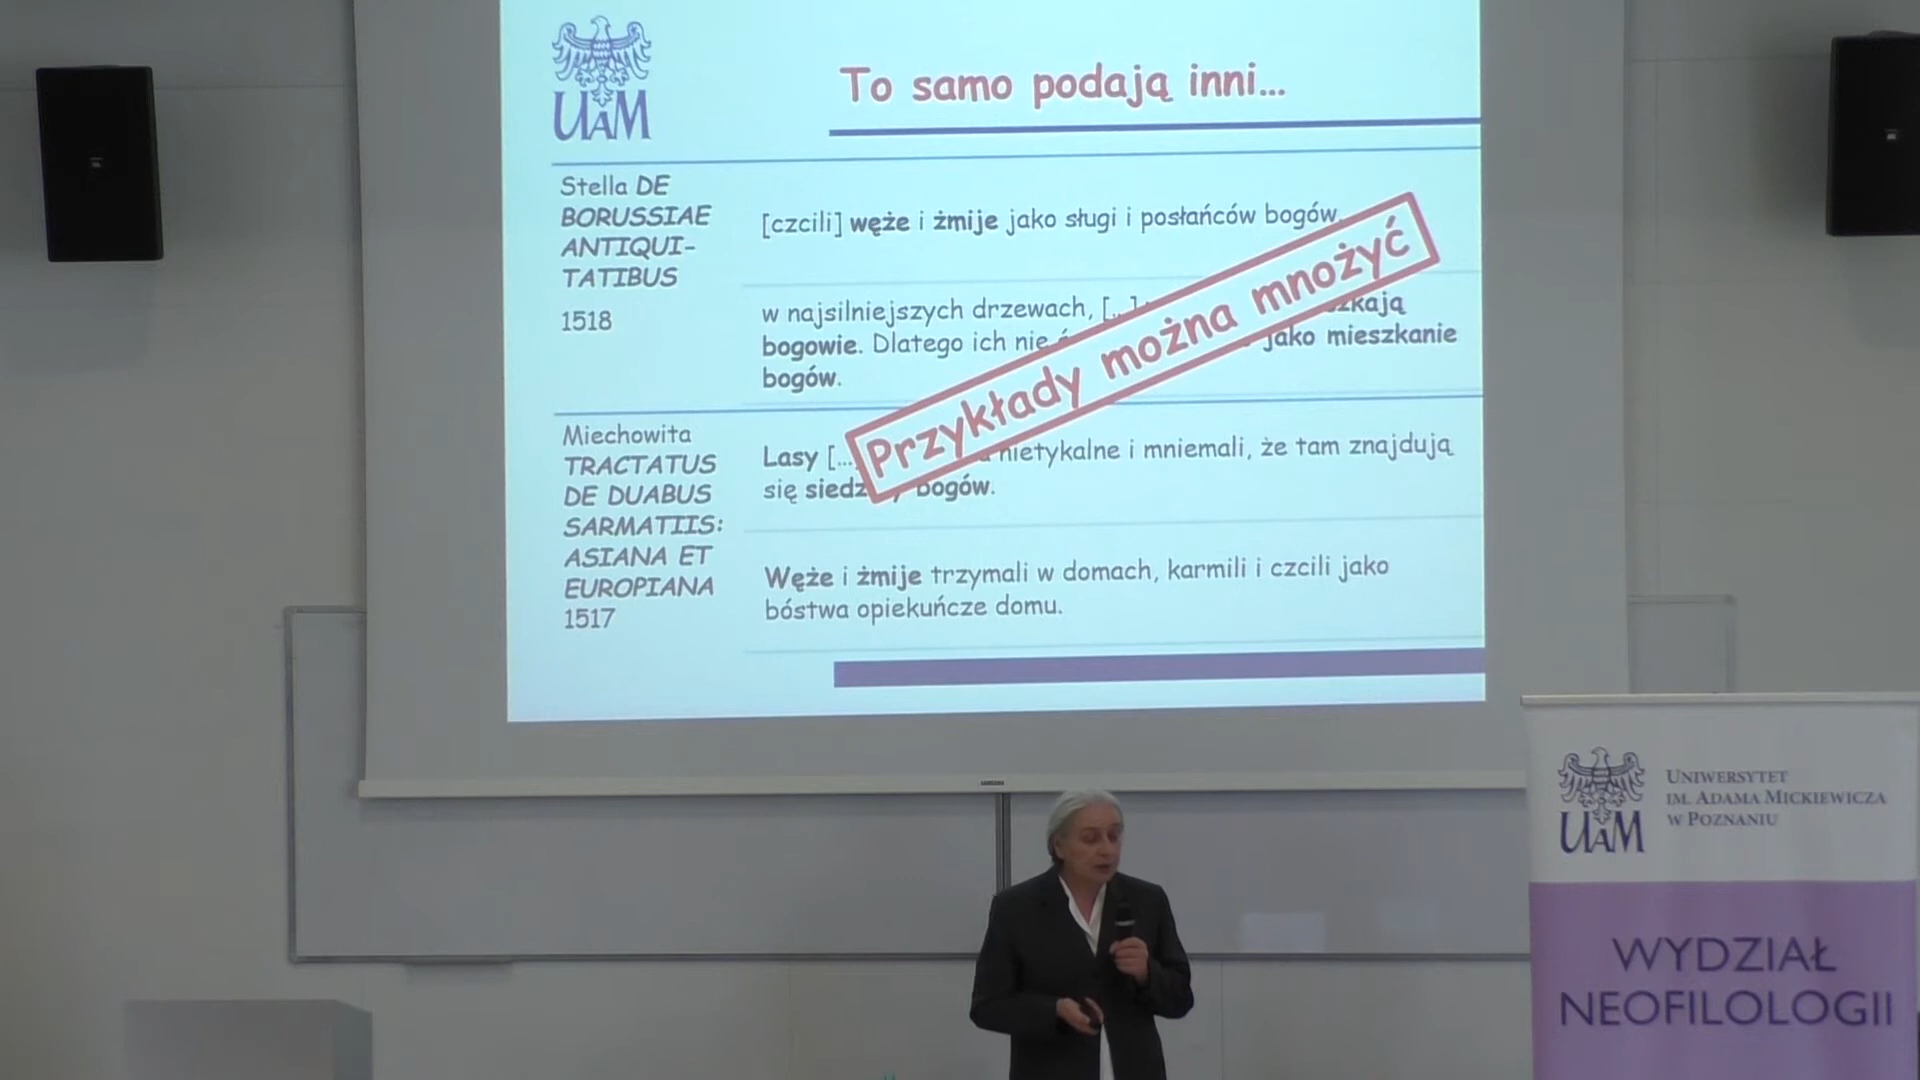 UAM
To samo podają inni...
Stella DE
BORUSSIAE
ANTIQUI-
TATIBUS
1518
[czcili] węże i żmije jako sługi i posłańców bogów.
w najsilniejszych drzewach, [...]
bogowie. Dlatego ich nie jako mieszkanie
bogów.
Przykłady można mnożyć
Miechowita
TRACTATUS
DE DUABUS
SARMATIIS:
ASIANA ET
EUROPIANA
1517
Lasy [... nietykalne i mniemali, że tam znajdują
się bogów.
Węże i żmije trzymali w domach, karmili i czcili jako
bóstwa opiekuńcze domu.
UAM
UNIWERSYTET
IM. ADAMA MICKIEWICZA
W POZNANIU
WYDZIAŁ
NEOFILOLOGII